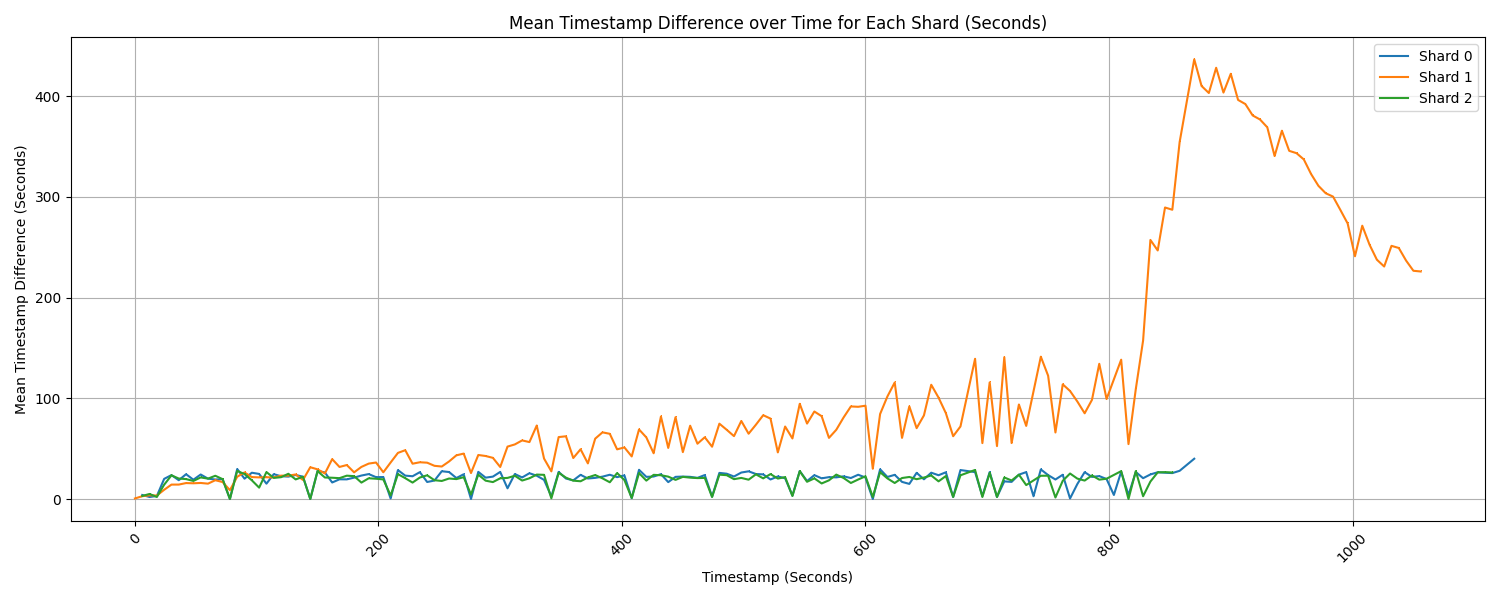 Mean Timestamp Difference over Time for Each Shard (Seconds)
Shard 0
Shard 1
Shard 2
Mean Timestamp Difference (Seconds)
400
300
200
100
0
0
200
400
600
800
1000
Timestamp (Seconds)